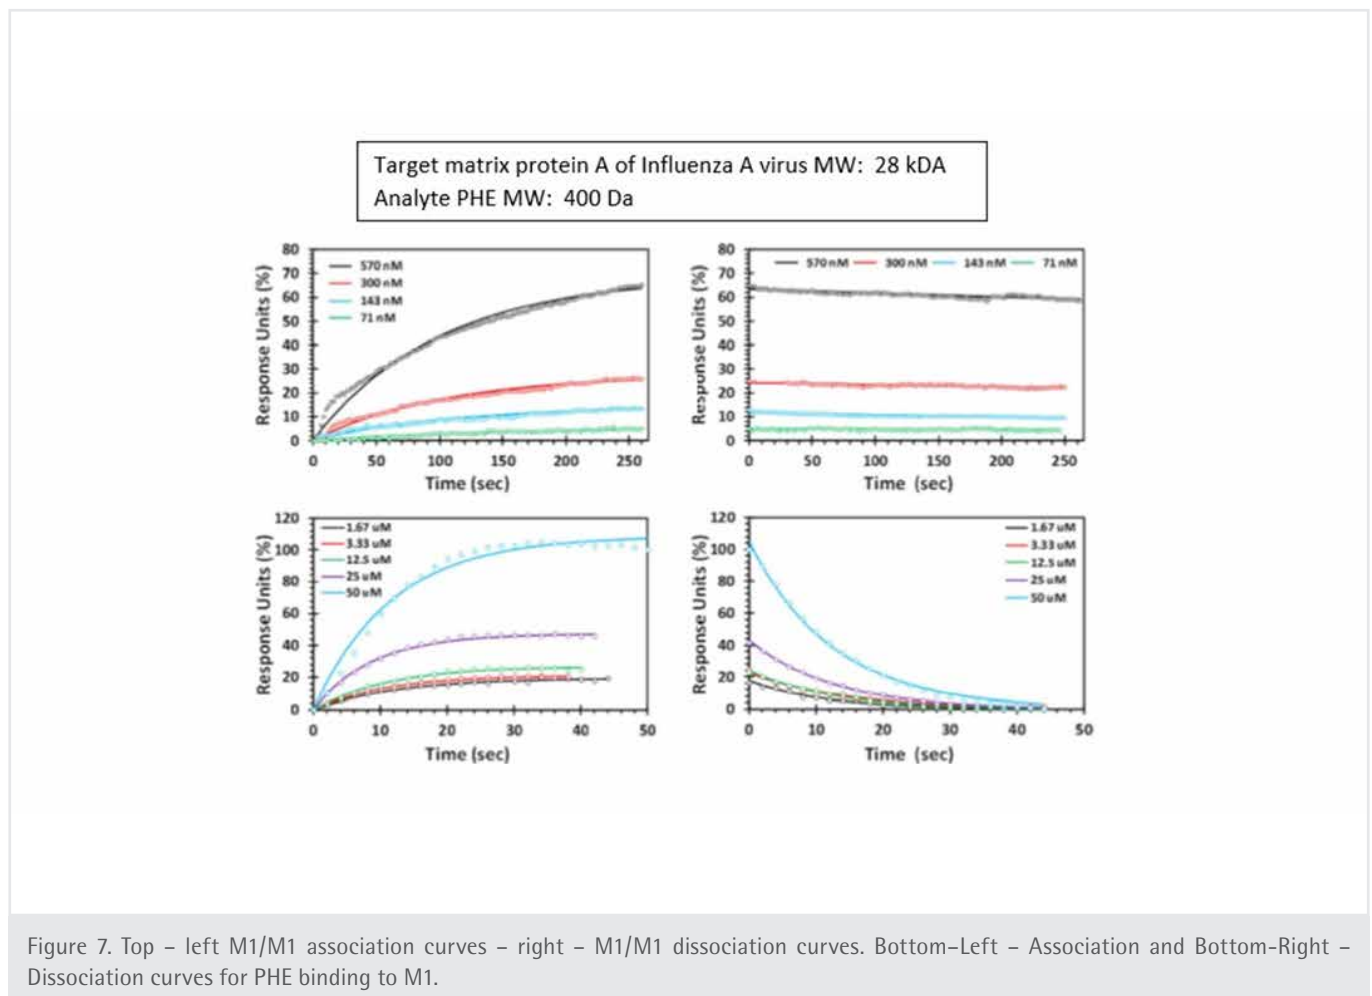 Target matrix protein A of Influenza A virus MW: 28 kDA
Analyte PHE MW: 400 Da
Response Units (%)
80
70
60
50
40
30
20
10
0
570 nM
300 nM
143 nM
71 nM
0 50 100 150 200 250
Time (sec)
Response Units (%)
80
70
60
50
40
30
20
10
0
570 nM 300 nM 143 nM 71 nM
0 50 100 150 200 250
Time (sec)
Response Units (%)
120
100
80
60
40
20
0
1.67 uM
3.33 uM
12.5 uM
25 uM
50 uM
0 10 20 30 40 50
Time (sec)
Response Units (%)
120
100
80
60
40
20
0
1.67 uM
3.33 uM
12.5 uM
25 uM
50 uM
0 10 20 30 40 50
Time (sec)
Figure 7. Top – left M1/M1 association curves – right – M1/M1 dissociation curves. Bottom–Left – Association and Bottom-Right –
Dissociation curves for PHE binding to M1.